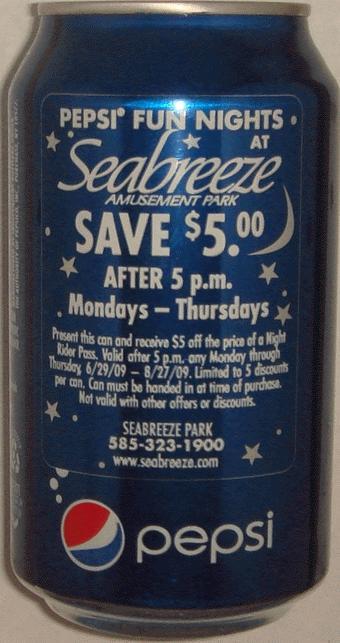 PEPSI® FUN NIGHTS
AT
Seabreeze
AMUSEMENT PARK
SAVE $5.00
AFTER 5 p.m.
Mondays – Thursdays
Present this can and receive $5 off the price of a Night
Rider Pass. Valid after 5 p.m. any Monday through
Thursday, 6/29/09 – 8/27/09. Limited to 5 discounts
per can. Can must be handed in at time of purchase.
Not valid with other offers or discounts.
SEABREEZE PARK
585-323-1900
www.seabreeze.com
pepsi